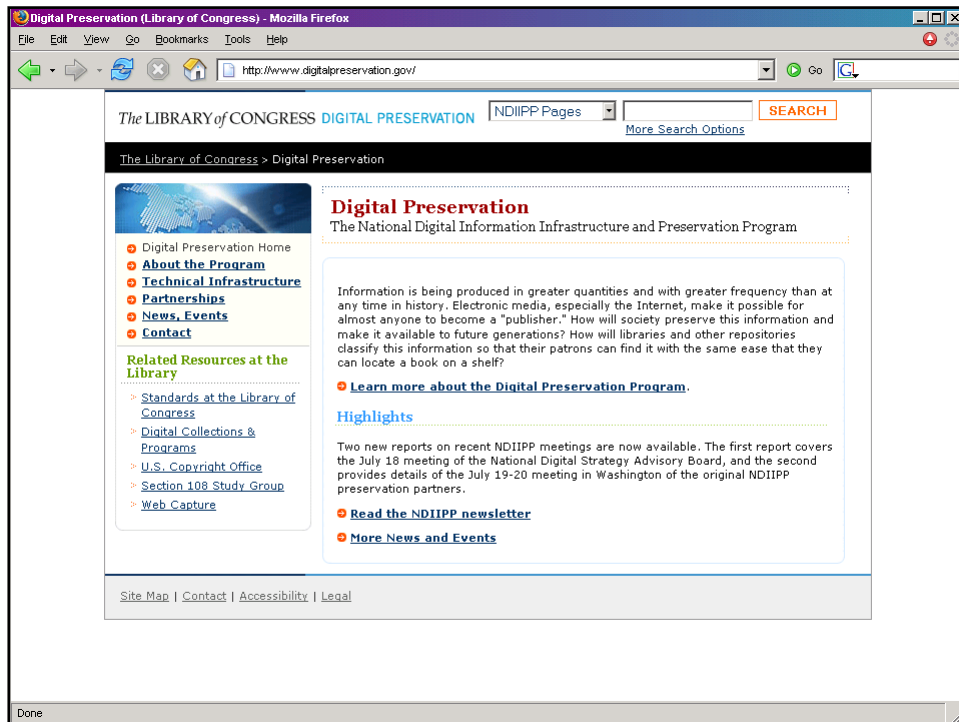 Digital Preservation (Library of Congress) - Mozilla Firefox
File Edit View Go Bookmarks Tools Help
http://www.digitalpreservation.gov/ Go G
The LIBRARY of CONGRESS DIGITAL PRESERVATION NDIIPP Pages SEARCH
More Search Options
The Library of Congress > Digital Preservation
Digital Preservation Home
About the Program
Technical Infrastructure
Partnerships
News, Events
Contact
Related Resources at the
Library
Standards at the Library of
Congress
Digital Collections &
Programs
U.S. Copyright Office
Section 108 Study Group
Web Capture
Digital Preservation
The National Digital Information Infrastructure and Preservation Program
Information is being produced in greater quantities and with greater frequency than at
any time in history. Electronic media, especially the Internet, make it possible for
almost anyone to become a "publisher." How will society preserve this information and
make it available to future generations? How will libraries and other repositories
classify this information so that their patrons can find it with the same ease that they
can locate a book on a shelf?
Learn more about the Digital Preservation Program.
Highlights
Two new reports on recent NDIIPP meetings are now available. The first report covers
the July 18 meeting of the National Digital Strategy Advisory Board, and the second
provides details of the July 19-20 meeting in Washington of the original NDIIPP
preservation partners.
Read the NDIIPP newsletter
More News and Events
Site Map | Contact | Accessibility | Legal
Done